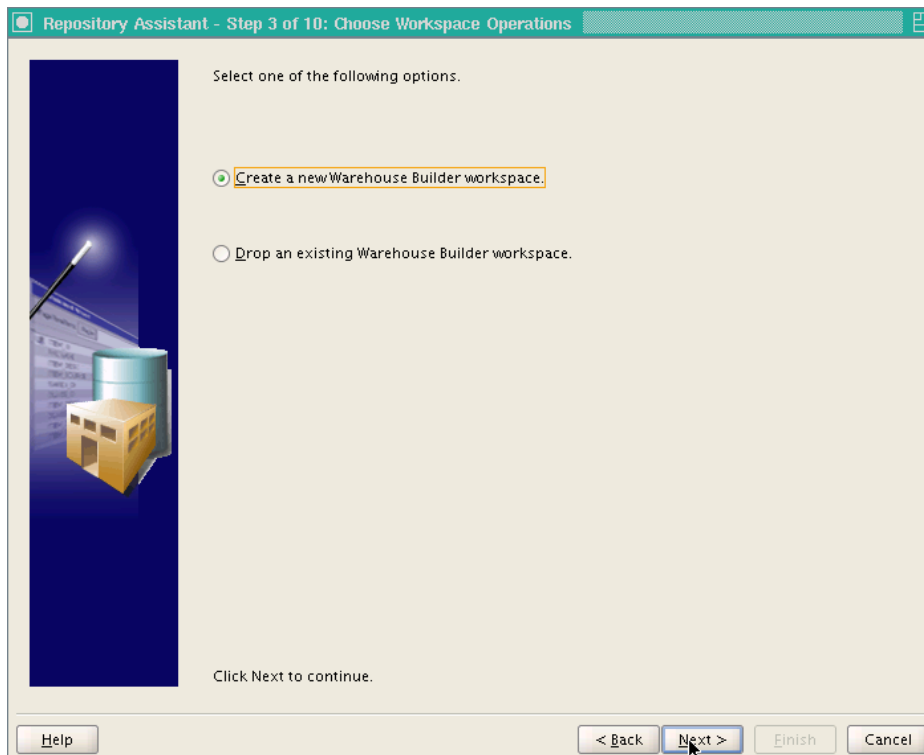 Repository Assistant - Step 3 of 10: Choose Workspace Operations
Select one of the following options.
Create a new Warehouse Builder workspace.
Drop an existing Warehouse Builder workspace.
Click Next to continue.
Help
< Back
Next >
Finish
Cancel